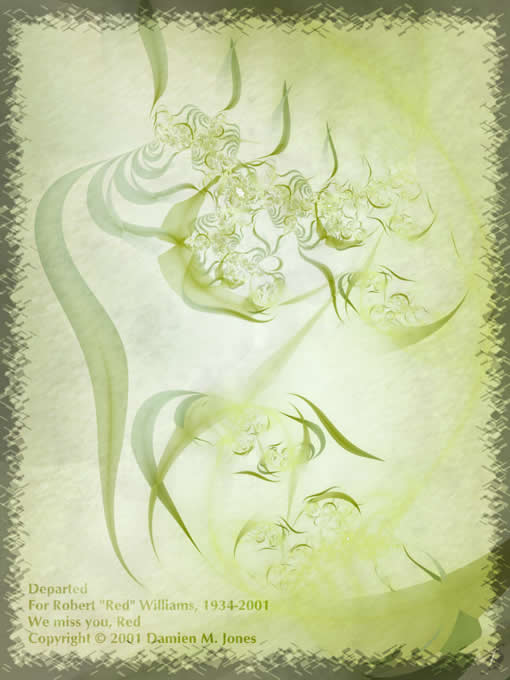 Departed
For Robert "Red" Williams, 1934-2001
We miss you, Red
Copyright © 2001 Damien M. Jones